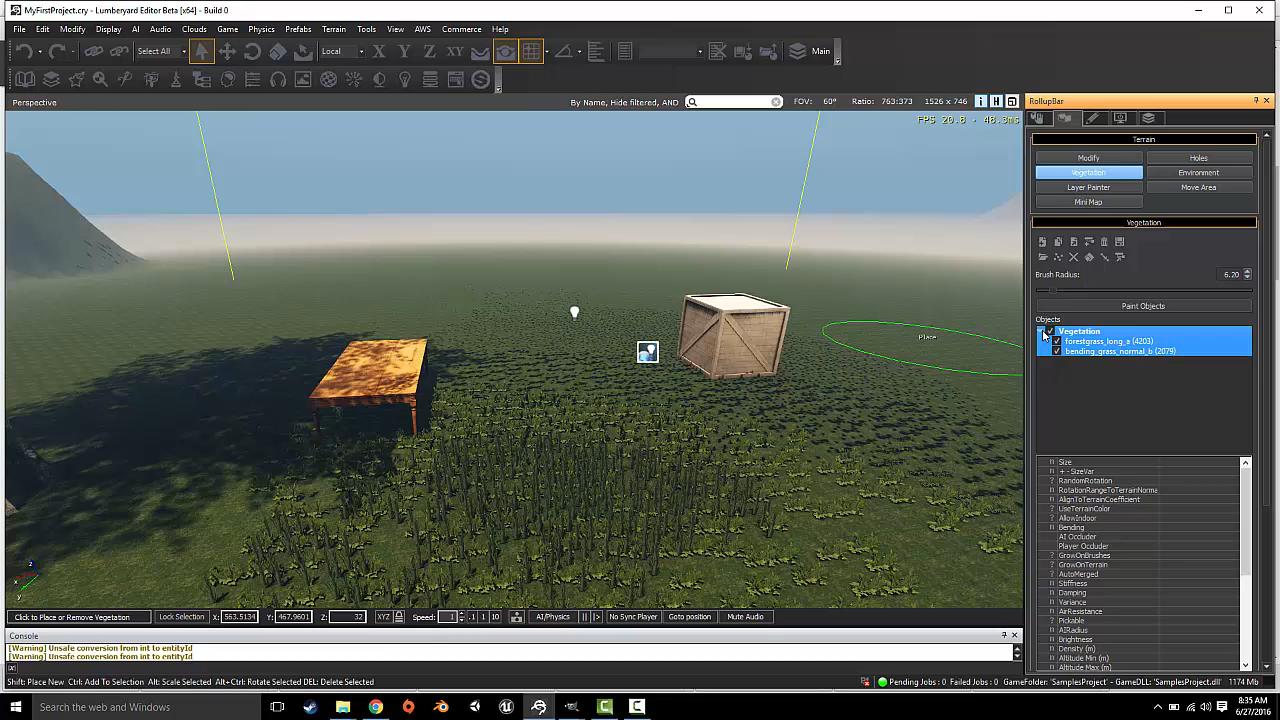 MyFirstProject.cry - Lumberyard Editor Beta [x64] - Build 0
File Edit Modify Display AI Audio Clouds Game Physics Prefabs Terrain Tools View AWS Commerce Help
Select All Local X Y Z XY Main
Perspective By Name, Hide filtered, AND FOV: 60° Ratio: 763:373 1526 x 746 i H
FPS 20.8 - 48.3ms
RollupBar
Terrain
Modify Holes
Vegetation Environment
Layer Painter Move Area
Mini Map
Vegetation
Brush Radius: 6.20
Paint Objects
Objects
Vegetation
forestgrass_long_a (4203)
bending_grass_normal_b (2079)
Place
Size
+ - SizeVar
RandomRotation
RotationRangeToTerrainNorma
AlignToTerrainCoefficient
UseTerrainColor
AllowIndoor
Bending
AI Occluder
Player Occluder
GrowOnBrushes
GrowOnTerrain
AutoMerged
Stiffness
Damping
Variance
AirResistance
Pickable
AIRadius
Brightness
Density (m)
Altitude Min (m)
Altitude Max (m)
z
x
y
Click to Place or Remove Vegetation Lock Selection X: 563.5134 Y: 467.9601 Z: 32 XYZ Speed: 1 .1 1 10 AI/Physics No Sync Player Goto position Mute Audio
Console
[Warning] Unsafe conversion from int to entityId
[Warning] Unsafe conversion from int to entityId
Shift: Place New Ctrl: Add To Selection Alt: Scale Selected Alt+Ctrl: Rotate Selected DEL: Delete Selected Pending Jobs : 0 Failed Jobs : 0 GameFolder: 'SamplesProject' - GameDLL: 'SamplesProject.dll' 1174 Mb
Search the web and Windows
8:35 AM
6/27/2016